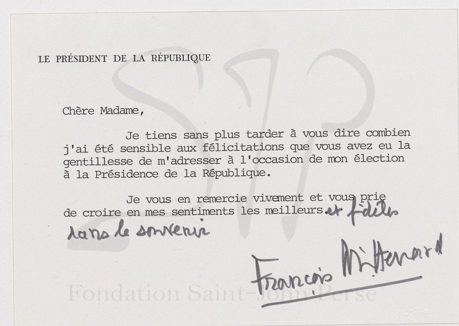 LE PRÉSIDENT DE LA RÉPUBLIQUE
Chère Madame,
Je tiens sans plus tarder à vous dire combien
j'ai été sensible aux félicitations que vous avez eu la
gentillesse de m'adresser à l'occasion de mon élection
à la Présidence de la République.
Je vous en remercie vivement et vous prie
de croire en mes sentiments les meilleurs et fidèles
dans le souvenir
François Mitterrand
Fondation Saint-John Perse